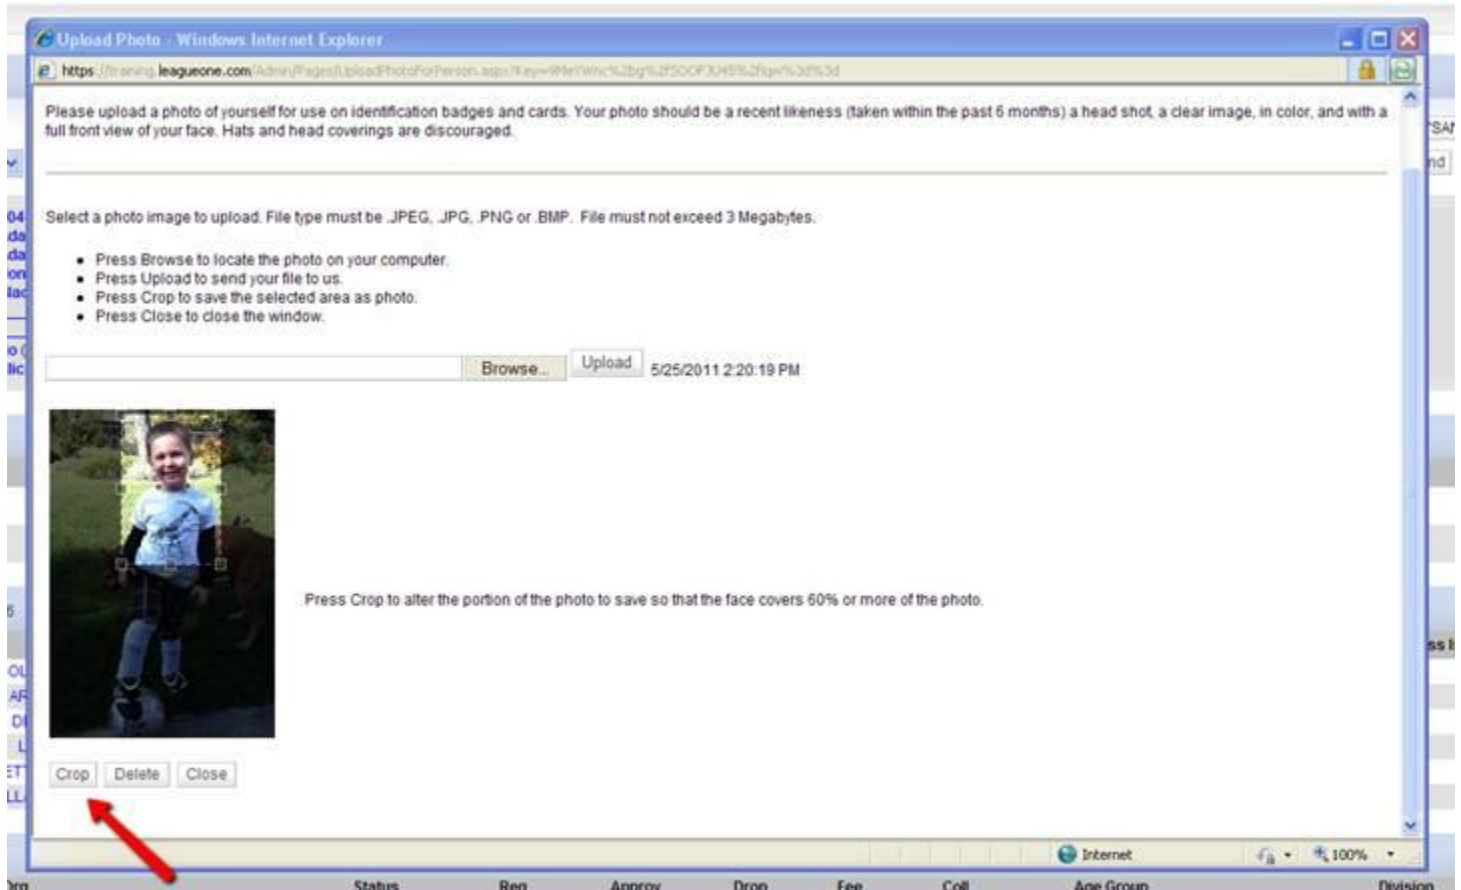 Upload Photo - Windows Internet Explorer
Please upload a photo of yourself for use on identification badges and cards. Your photo should be a recent likeness (taken within the past 6 months) a head shot, a clear image, in color, and with a
full front view of your face. Hats and head coverings are discouraged.
Select a photo image to upload. File type must be .JPEG, .JPG, .PNG or .BMP. File must not exceed 3 Megabytes.
Press Browse to locate the photo on your computer.
Press Upload to send your file to us.
Press Crop to save the selected area as photo.
Press Close to close the window.
Browse... Upload 5/25/2011 2:20:19 PM
Press Crop to alter the portion of the photo to save so that the face covers 60% or more of the photo.
Crop Delete Close
Internet 100%
Org Status Reg Approv Drop Fee Coll Age Group Division